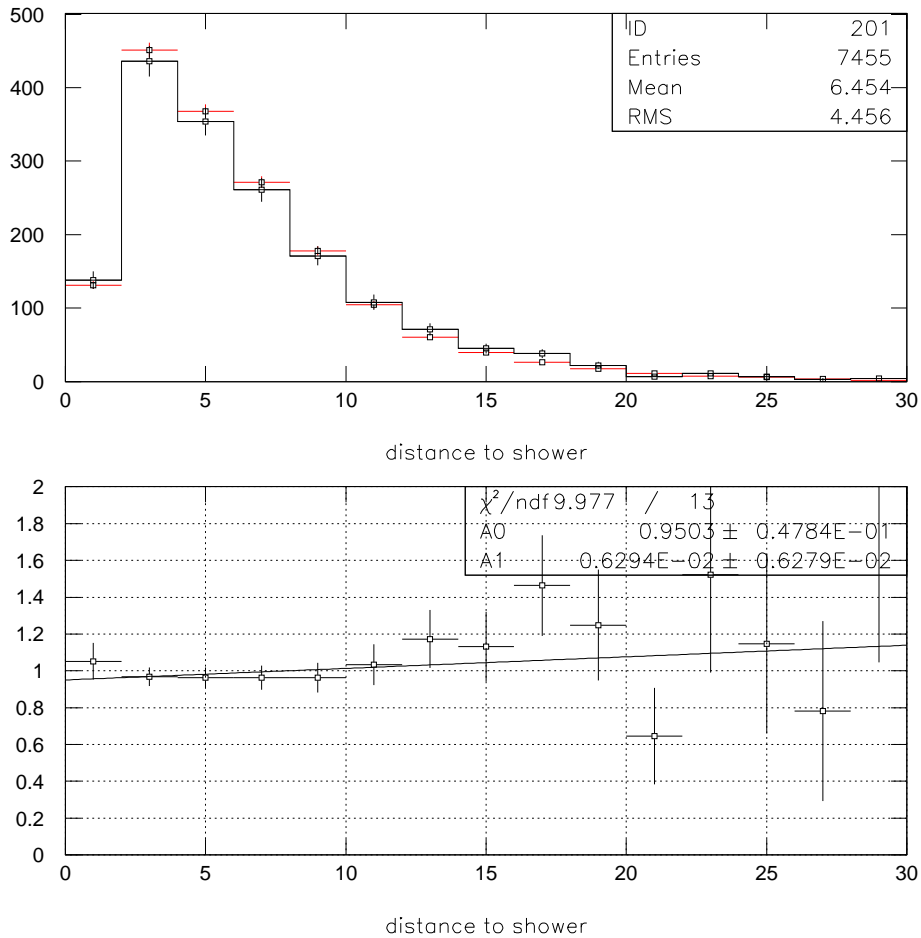 500
400
300
200
100
0
ID 201
Entries 7455
Mean 6.454
RMS 4.456
0 5 10 15 20 25 30
distance to shower
2
1.8
1.6
1.4
1.2
1
0.8
0.6
0.4
0.2
0
χ²/ndf 9.977 / 13
A0 0.9503 ± 0.4784E-01
A1 0.6294E-02 ± 0.6279E-02
0 5 10 15 20 25 30
distance to shower